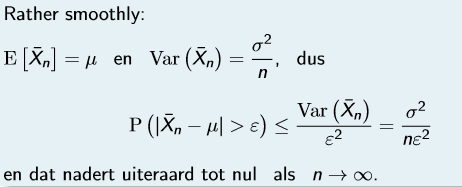 Rather smoothly:
E [X̄ₙ] = μ en Var (X̄ₙ) = σ²/n, dus
P (|X̄ₙ − μ| > ε) ≤ Var (X̄ₙ)/ε² = σ²/nε²
en dat nadert uiteraard tot nul als n → ∞.